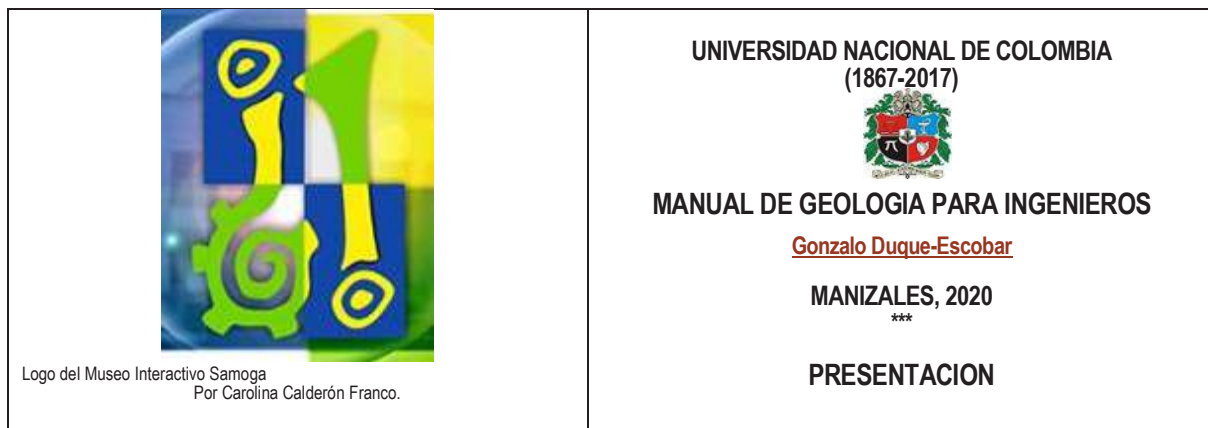 Logo del Museo Interactivo Samoga
Por Carolina Calderón Franco.
UNIVERSIDAD NACIONAL DE COLOMBIA
(1867-2017)
MANUAL DE GEOLOGIA PARA INGENIEROS
Gonzalo Duque-Escobar
MANIZALES, 2020
***
PRESENTACION